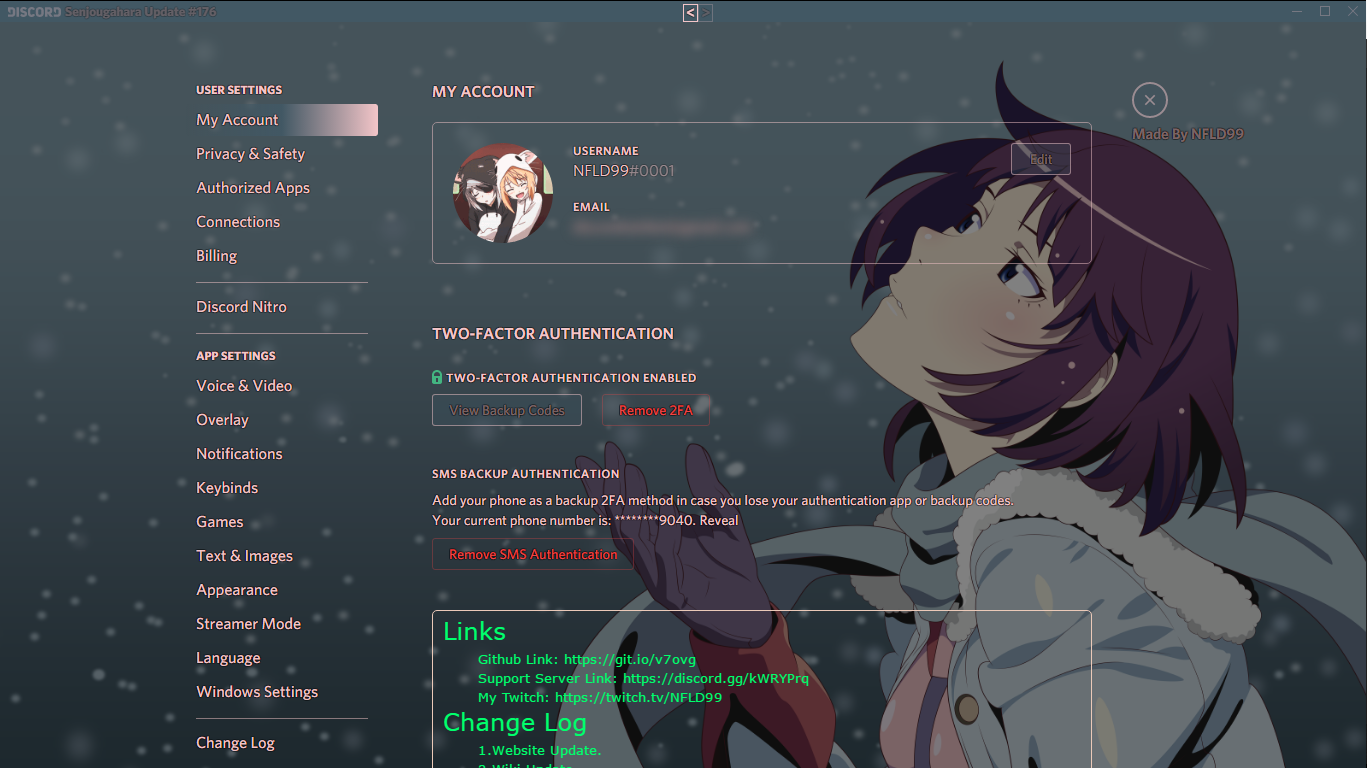 DISCORD Senjougahara Update #176
< >
USER SETTINGS
My Account
Privacy & Safety
Authorized Apps
Connections
Billing
Discord Nitro
APP SETTINGS
Voice & Video
Overlay
Notifications
Keybinds
Games
Text & Images
Appearance
Streamer Mode
Language
Windows Settings
Change Log
MY ACCOUNT
USERNAME
NFLD99#0001
Edit
EMAIL
Made By NFLD99
TWO-FACTOR AUTHENTICATION
TWO-FACTOR AUTHENTICATION ENABLED
View Backup Codes
Remove 2FA
SMS BACKUP AUTHENTICATION
Add your phone as a backup 2FA method in case you lose your authentication app or backup codes.
Your current phone number is: ********9040. Reveal
Remove SMS Authentication
Links
Github Link: https://git.io/v7ovg
Support Server Link: https://discord.gg/kWRYPrq
My Twitch: https://twitch.tv/NFLD99
Change Log
1.Website Update.